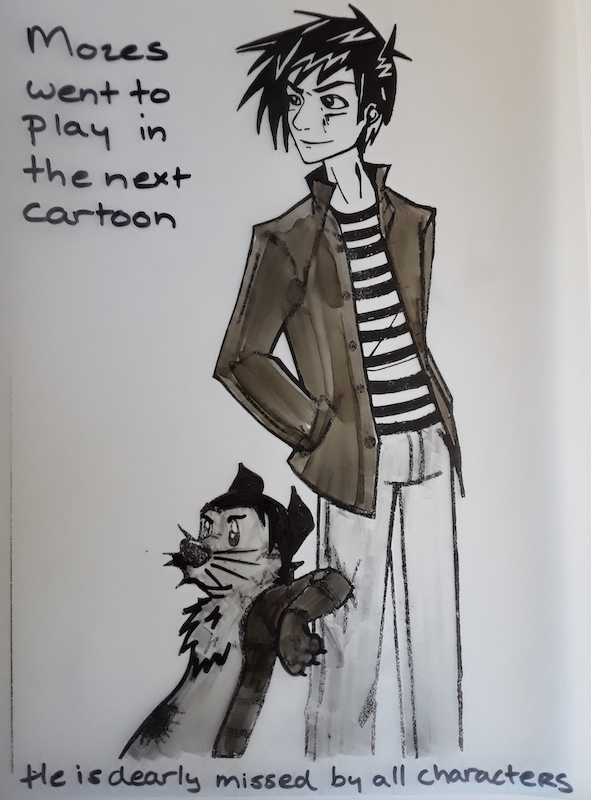 Mozes
went to
play in
the next
cartoon
He is dearly missed by all characters